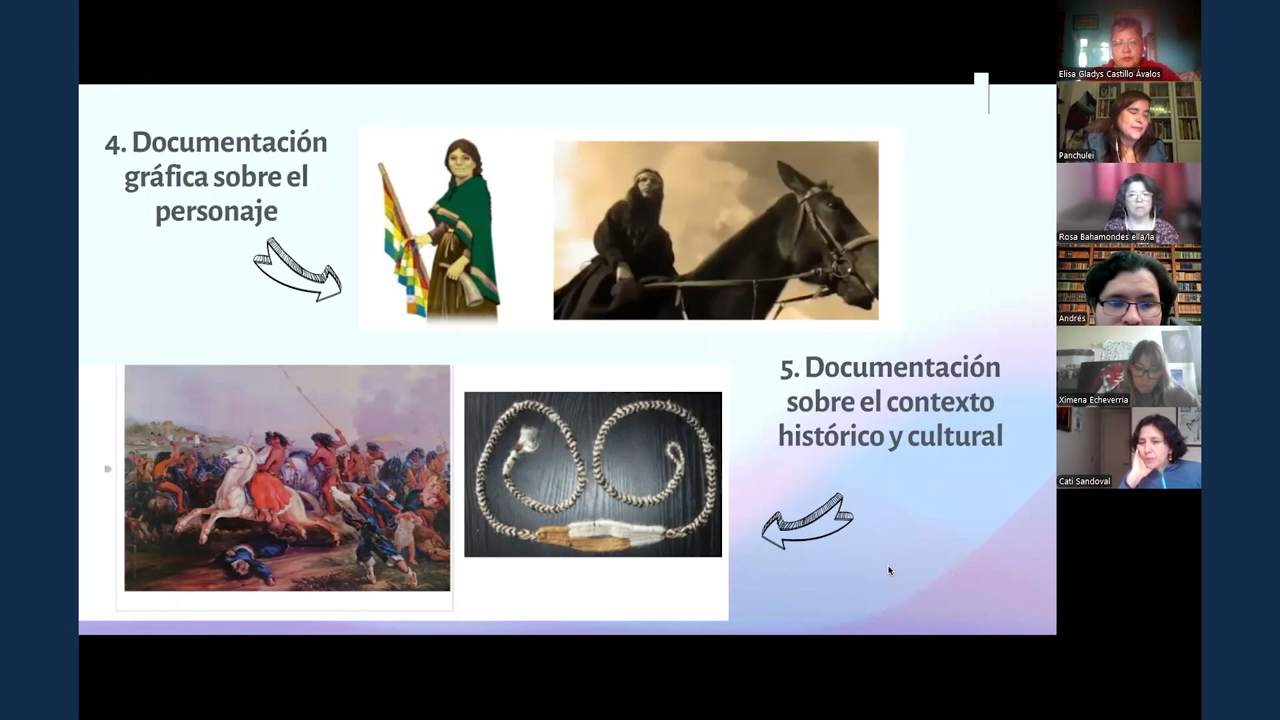 4. Documentación
gráfica sobre el
personaje
5. Documentación
sobre el contexto
histórico y cultural
Elisa Gladys Castillo Ávalos
Panchulei
Rosa Bahamondes ella/la
Andrés
Ximena Echeverria
Cati Sandoval